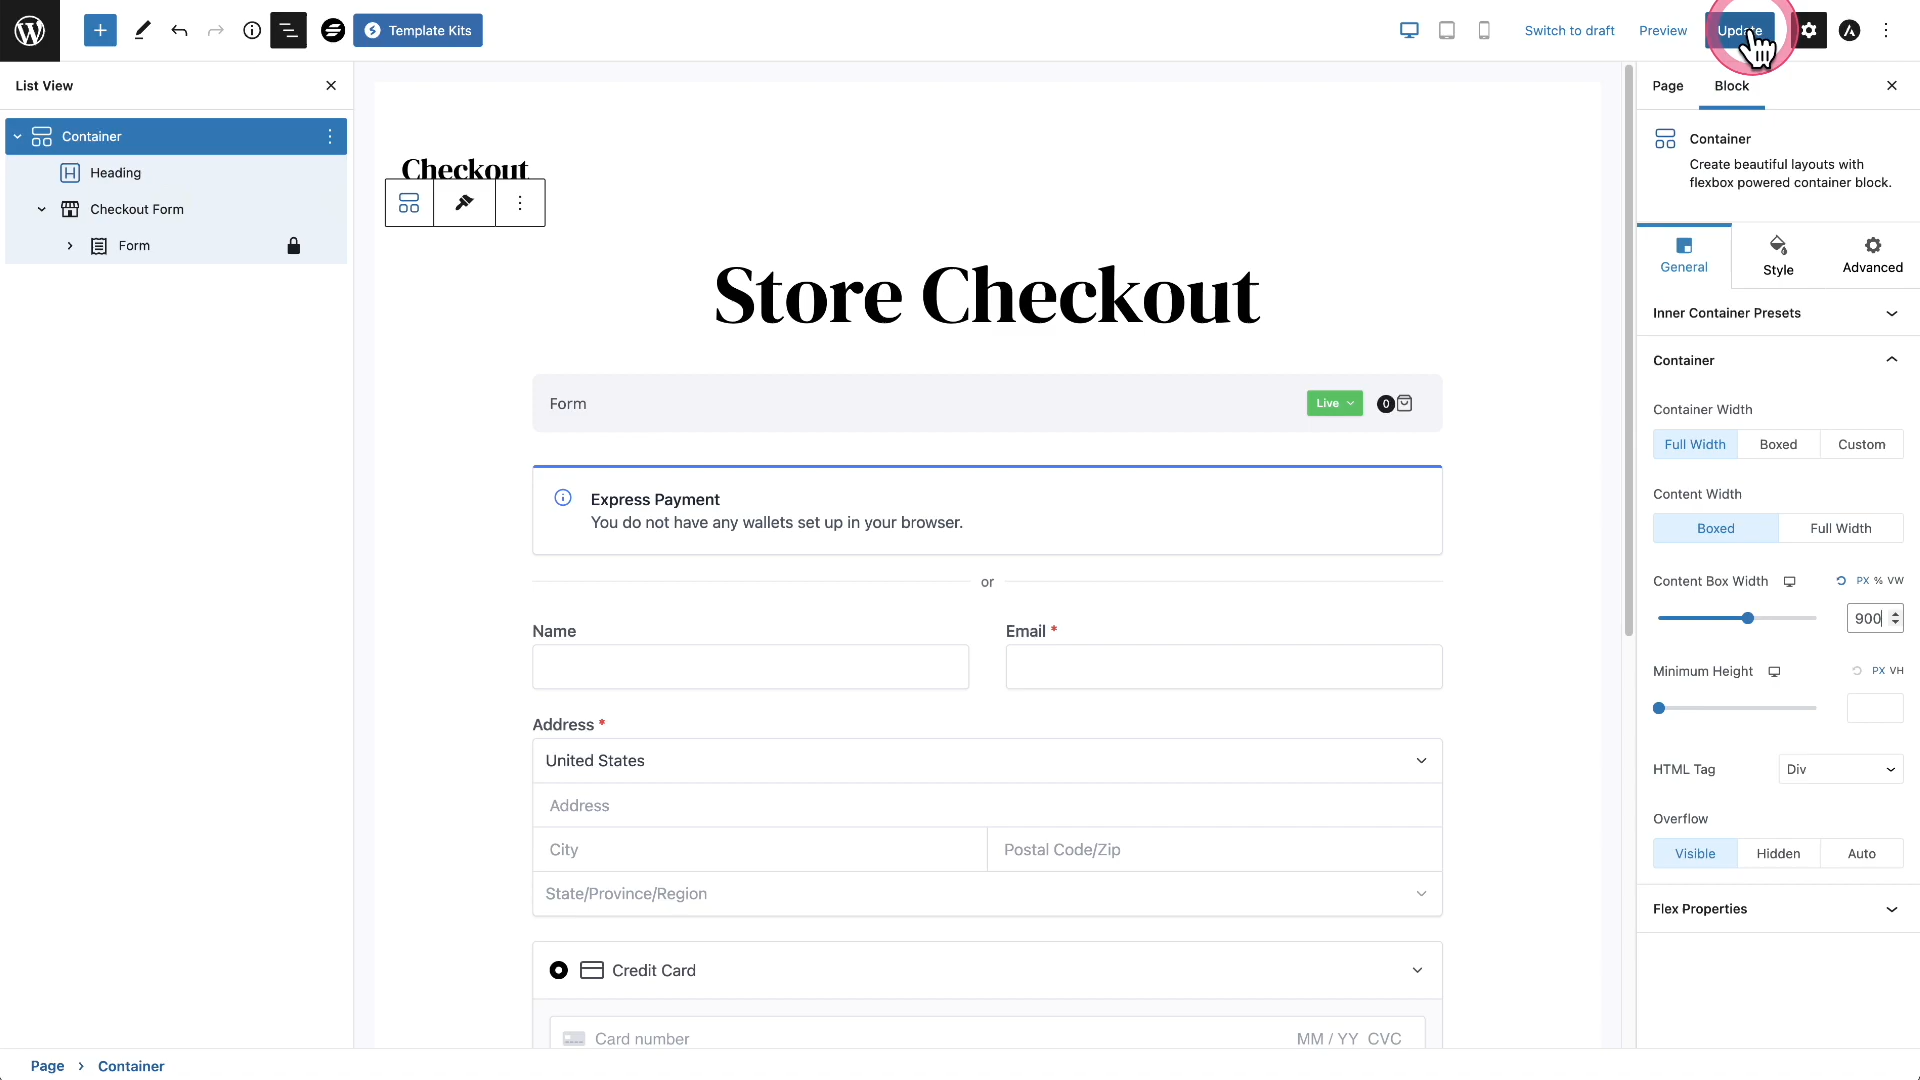 Template Kits
Switch to draft
Preview
Update
List View
Container
Heading
Checkout Form
Form
Checkout
Store Checkout
Form
Live
0
Express Payment
You do not have any wallets set up in your browser.
or
Name
Email *
Address *
United States
Address
City
Postal Code/Zip
State/Province/Region
Credit Card
Card number
MM / YY CVC
Page
Block
Container
Create beautiful layouts with
flexbox powered container block.
General
Style
Advanced
Inner Container Presets
Container
Container Width
Full Width
Boxed
Custom
Content Width
Boxed
Full Width
Content Box Width
PX % VW
900
Minimum Height
PX VH
HTML Tag
Div
Overflow
Visible
Hidden
Auto
Flex Properties
Page
Container